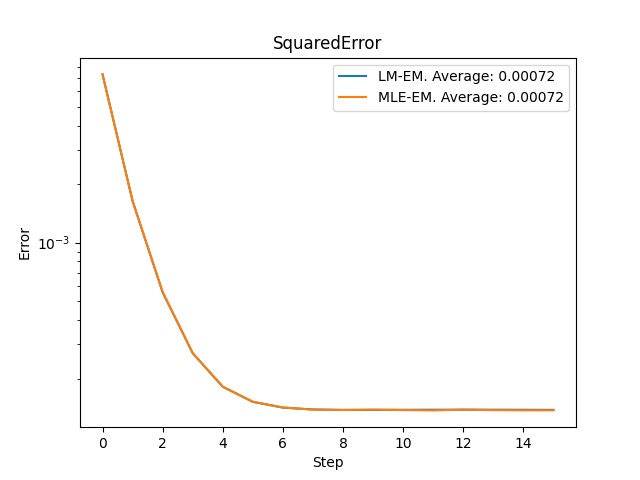 SquaredError
LM-EM. Average: 0.00072
MLE-EM. Average: 0.00072
Error
10⁻³
0 2 4 6 8 10 12 14
Step